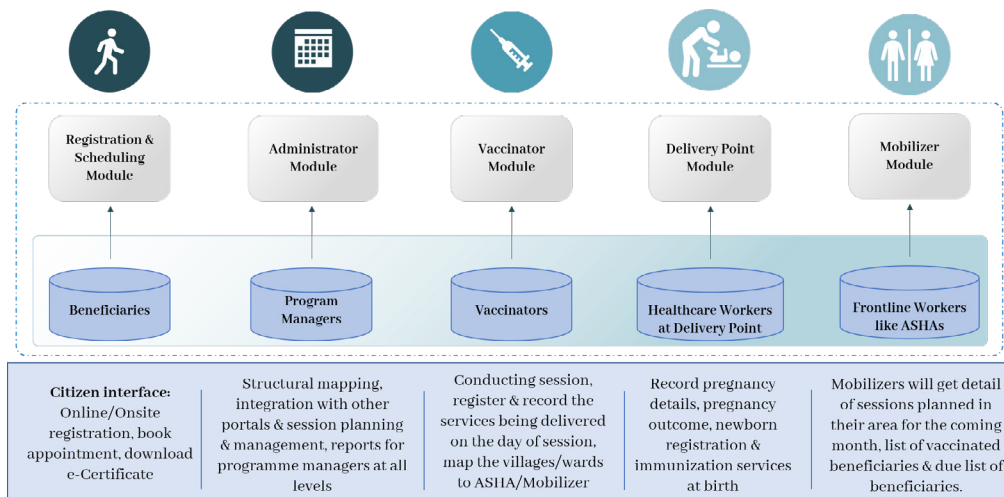 Registration &
Scheduling
Module
Administrator
Module
Vaccinator
Module
Delivery Point
Module
Mobilizer
Module
Beneficiaries
Program
Managers
Vaccinators
Healthcare Workers
at Delivery Point
Frontline Workers
like ASHAs
Citizen interface:
Online/Onsite
registration, book
appointment, download
e-Certificate
Structural mapping,
integration with other
portals & session planning
& management, reports for
programme managers at all
levels
Conducting session,
register & record the
services being delivered
on the day of session,
map the villages/wards
to ASHA/Mobilizer
Record pregnancy
details, pregnancy
outcome, newborn
registration &
immunization services
at birth
Mobilizers will get detail
of sessions planned in
their area for the coming
month, list of vaccinated
beneficiaries & due list of
beneficiaries.